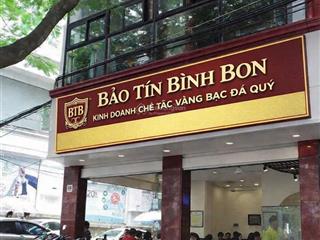 BTB
BẢO TÍN BÌNH BON
KINH DOANH CHẾ TÁC VÀNG BẠC ĐÁ QUÝ